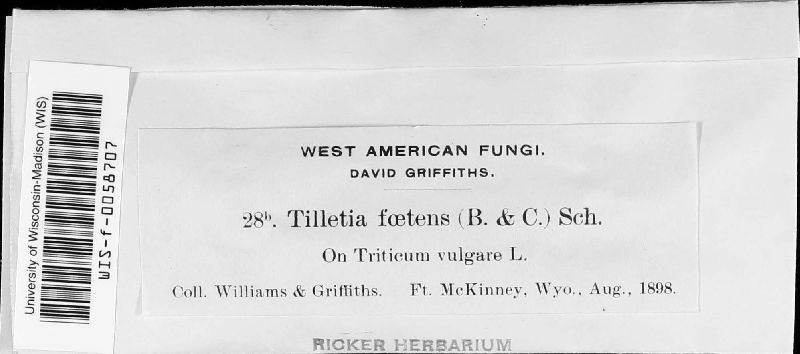 University of Wisconsin-Madison (WIS)
WIS-f-0058707
WEST AMERICAN FUNGI.
DAVID GRIFFITHS.
28ᵇ. Tilletia fœtens (B. & C.) Sch.
On Triticum vulgare L.
Coll. Williams & Griffiths. Ft. McKinney, Wyo., Aug., 1898.
RICKER HERBARIUM